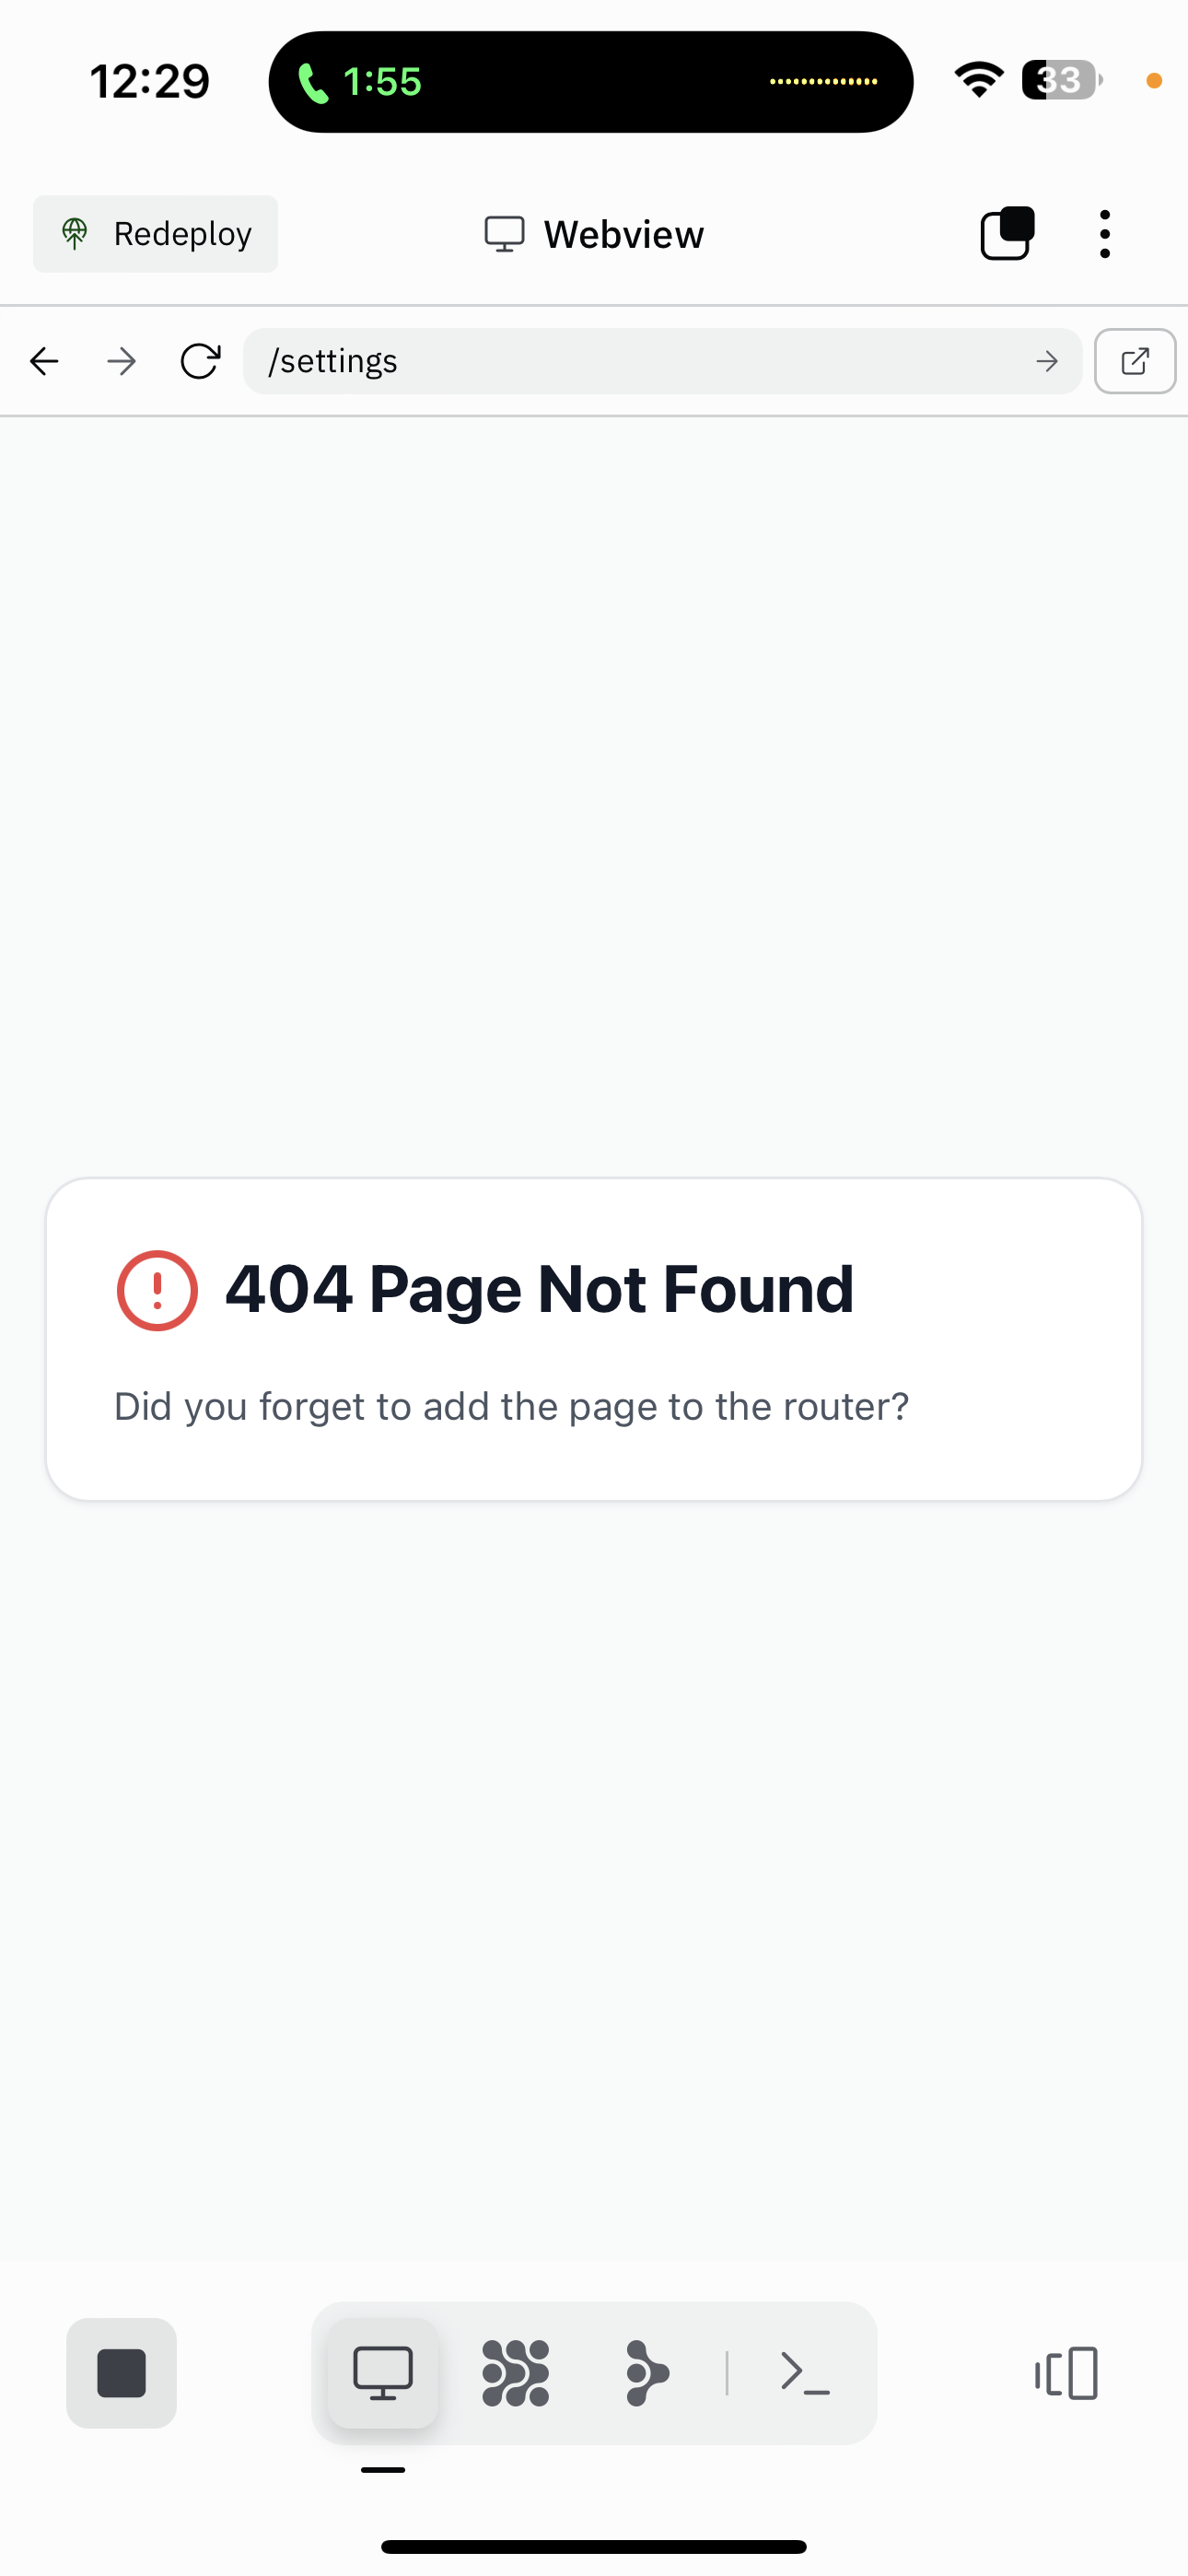 12:29
1:55
33
Redeploy
Webview
/settings
404 Page Not Found
Did you forget to add the page to the router?